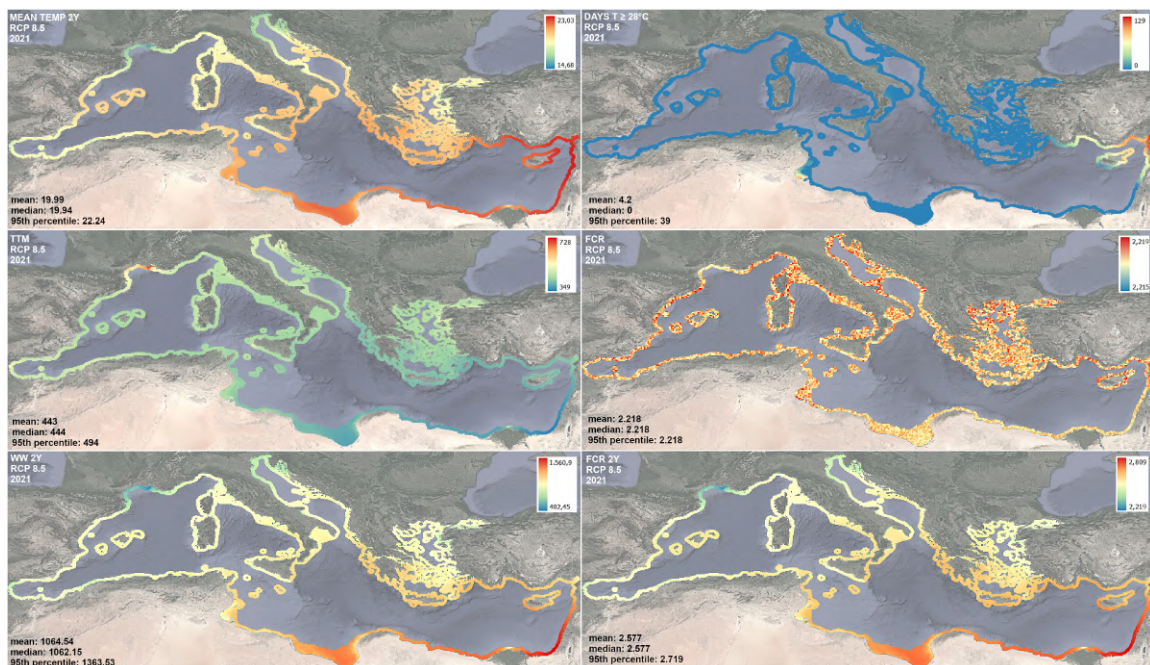 MEAN TEMP 2Y
RCP 8.5
2021
23,03
14,68
mean: 19.99
median: 19.94
95th percentile: 22.24
DAYS T ≥ 28°C
RCP 8.5
2021
129
0
mean: 4.2
median: 0
95th percentile: 39
TTM
RCP 8.5
2021
728
349
mean: 443
median: 444
95th percentile: 494
FCR
RCP 8.5
2021
2,219
2,215
mean: 2.218
median: 2.218
95th percentile: 2.218
WW 2Y
RCP 8.5
2021
1.560,9
482,45
mean: 1064.54
median: 1062.15
95th percentile: 1363.53
FCR 2Y
RCP 8.5
2021
2,809
2,219
mean: 2.577
median: 2.577
95th percentile: 2.719